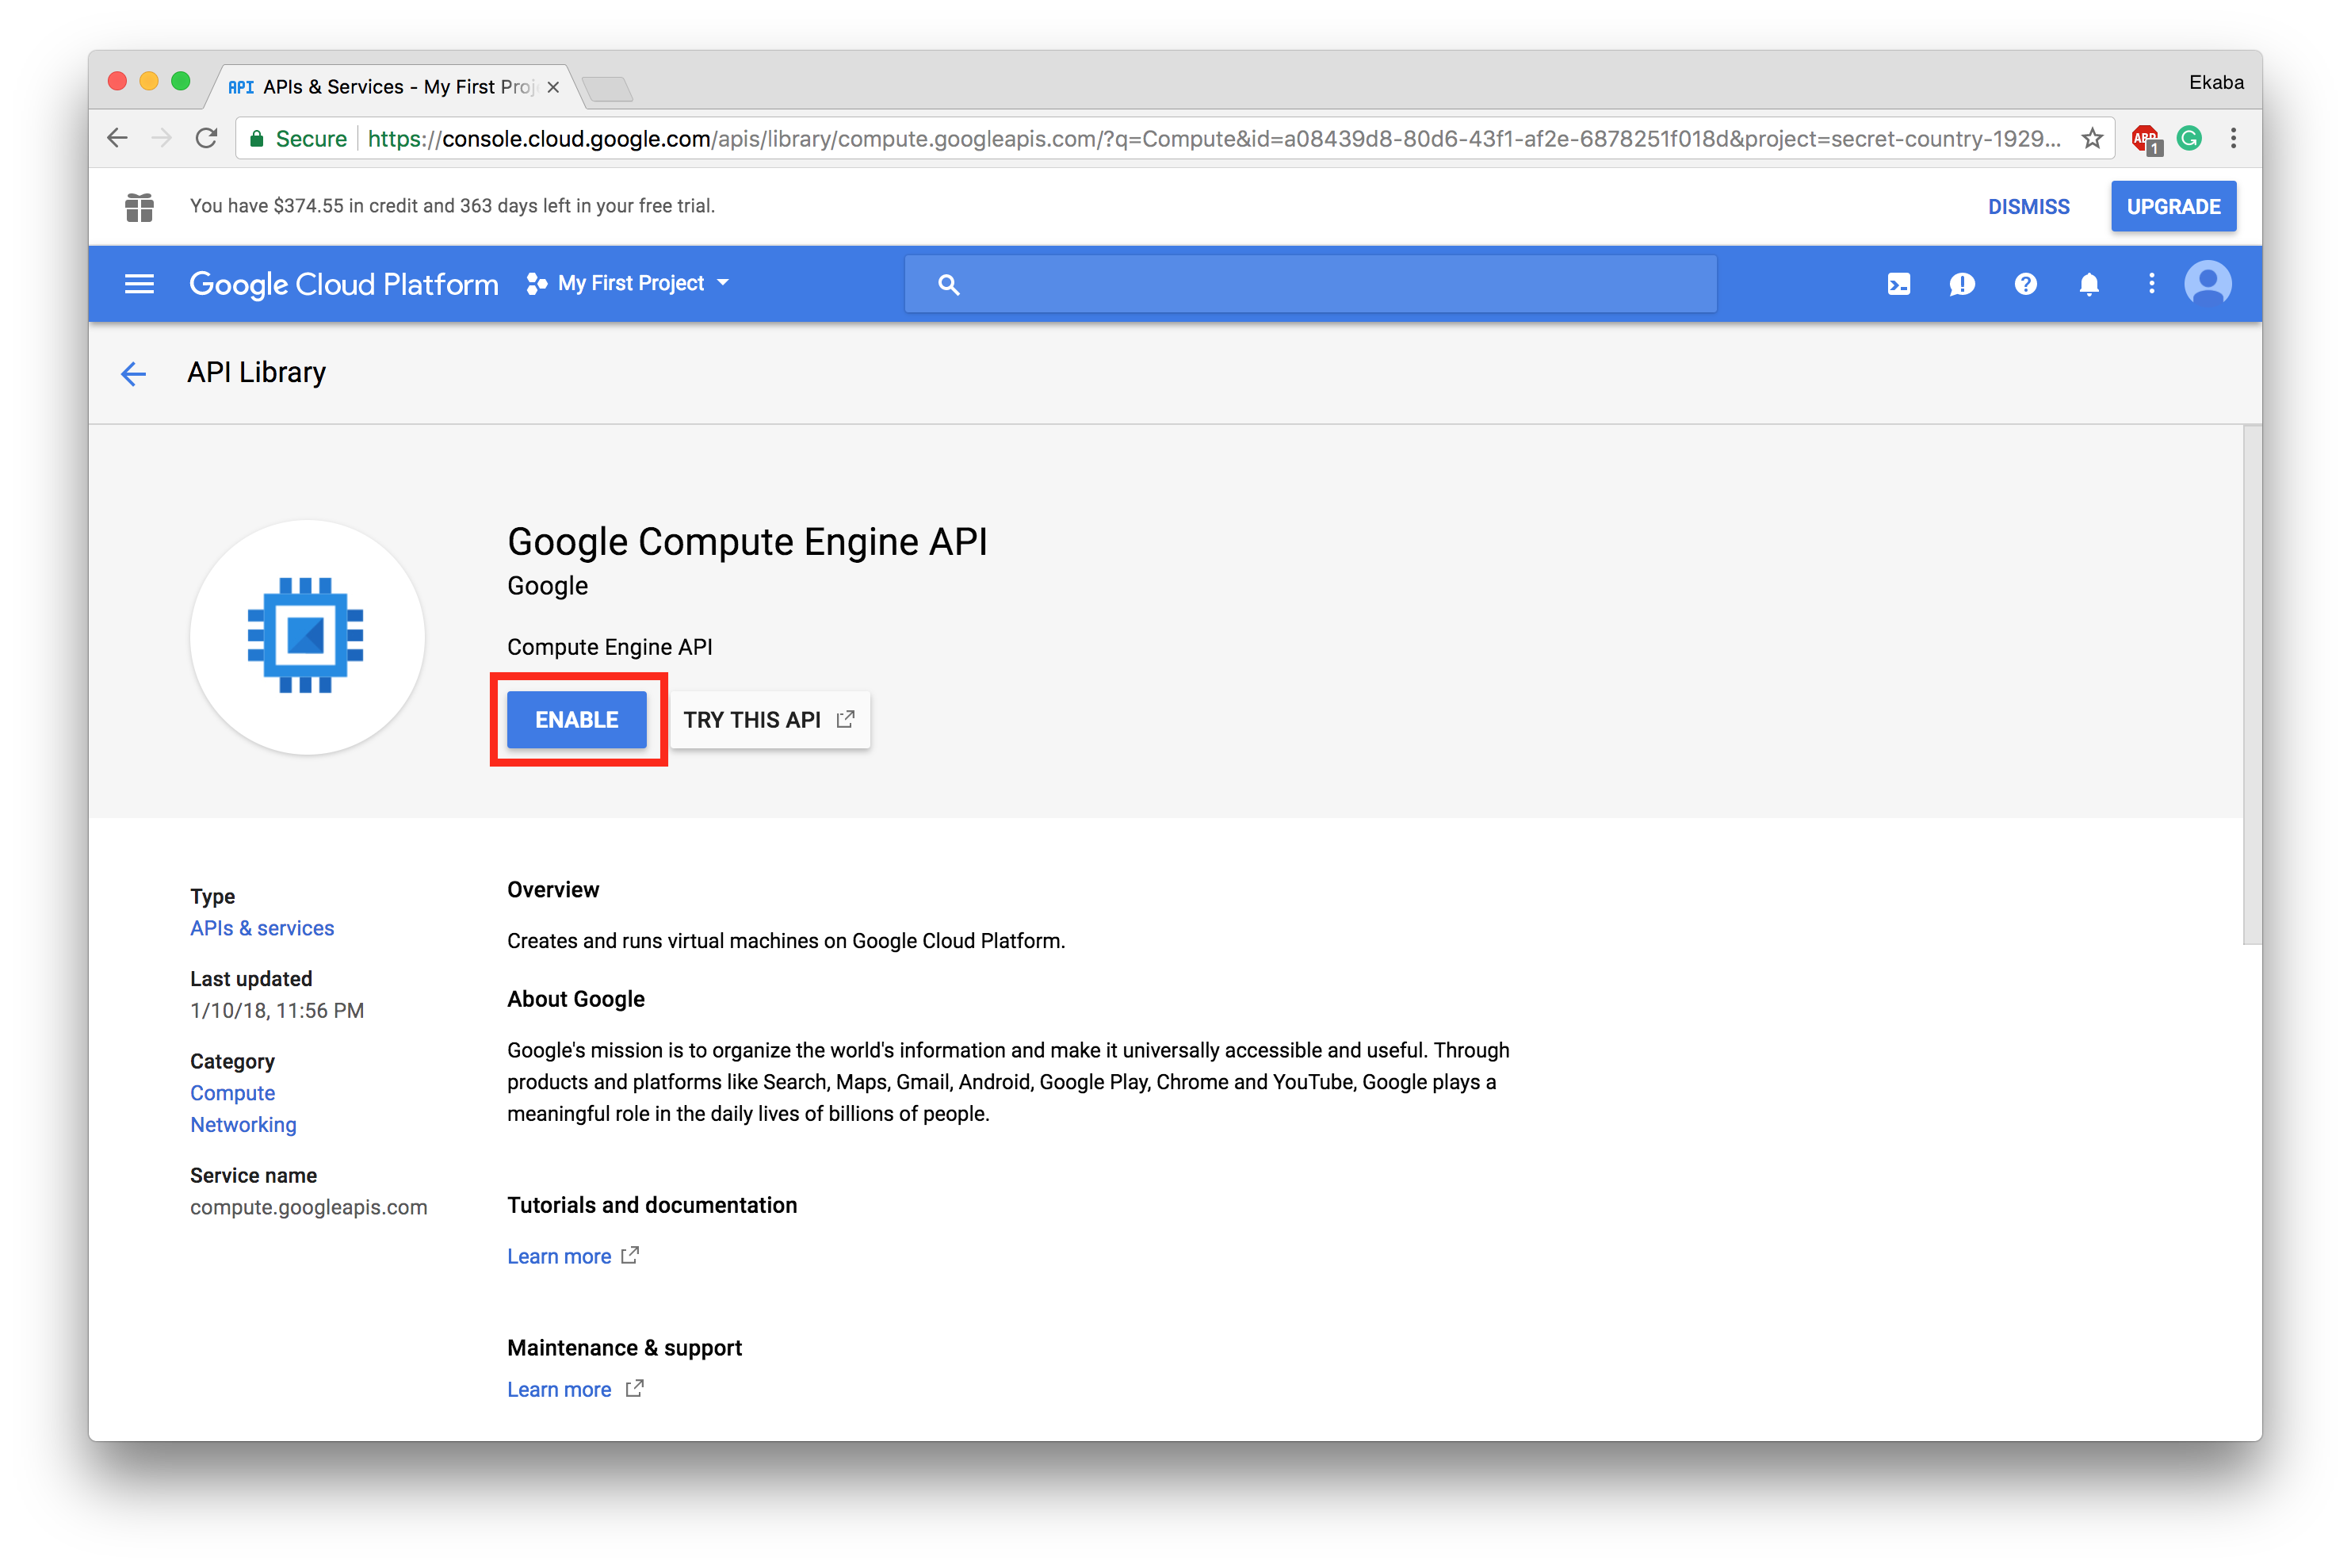 Ekaba
API APIs & Services - My First Proj
Secure https://console.cloud.google.com/apis/library/compute.googleapis.com/?q=Compute&id=a08439d8-80d6-43f1-af2e-6878251f018d&project=secret-country-1929... ABP 1 G
You have $374.55 in credit and 363 days left in your free trial. DISMISS UPGRADE
Google Cloud Platform My First Project
API Library
Google Compute Engine API
Google
Compute Engine API
ENABLE TRY THIS API
Type
APIs & services
Last updated
1/10/18, 11:56 PM
Category
Compute
Networking
Service name
compute.googleapis.com
Overview
Creates and runs virtual machines on Google Cloud Platform.
About Google
Google's mission is to organize the world's information and make it universally accessible and useful. Through
products and platforms like Search, Maps, Gmail, Android, Google Play, Chrome and YouTube, Google plays a
meaningful role in the daily lives of billions of people.
Tutorials and documentation
Learn more
Maintenance & support
Learn more